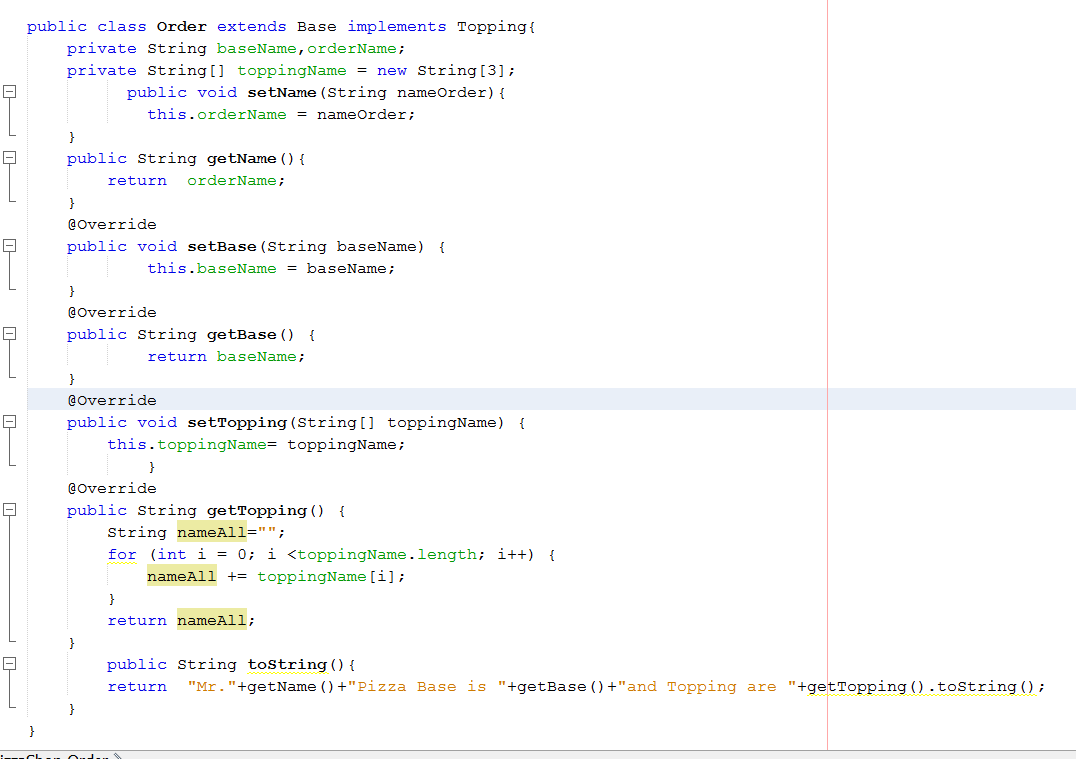 public class Order extends Base implements Topping{
private String baseName,orderName;
private String[] toppingName = new String[3];
public void setName(String nameOrder){
this.orderName = nameOrder;
}
public String getName(){
return  orderName;
}
@Override
public void setBase(String baseName) {
this.baseName = baseName;
}
@Override
public String getBase() {
return baseName;
}
@Override
public void setTopping(String[] toppingName) {
this.toppingName= toppingName;
}
@Override
public String getTopping() {
String nameAll="";
for (int i = 0; i <toppingName.length; i++) {
nameAll += toppingName[i];
}
return nameAll;
}
public String toString(){
return  "Mr."+getName()+"Pizza Base is "+getBase()+"and Topping are "+getTopping().toString();
}
}